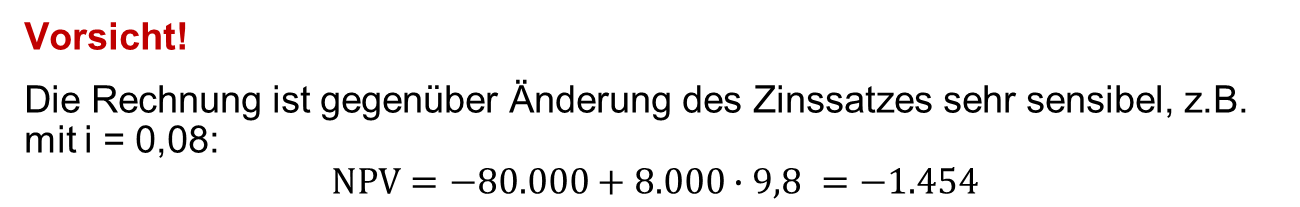 Vorsicht!
Die Rechnung ist gegenüber Änderung des Zinssatzes sehr sensibel, z.B.
mit i = 0,08:
NPV = −80.000 + 8.000 · 9,8 = −1.454